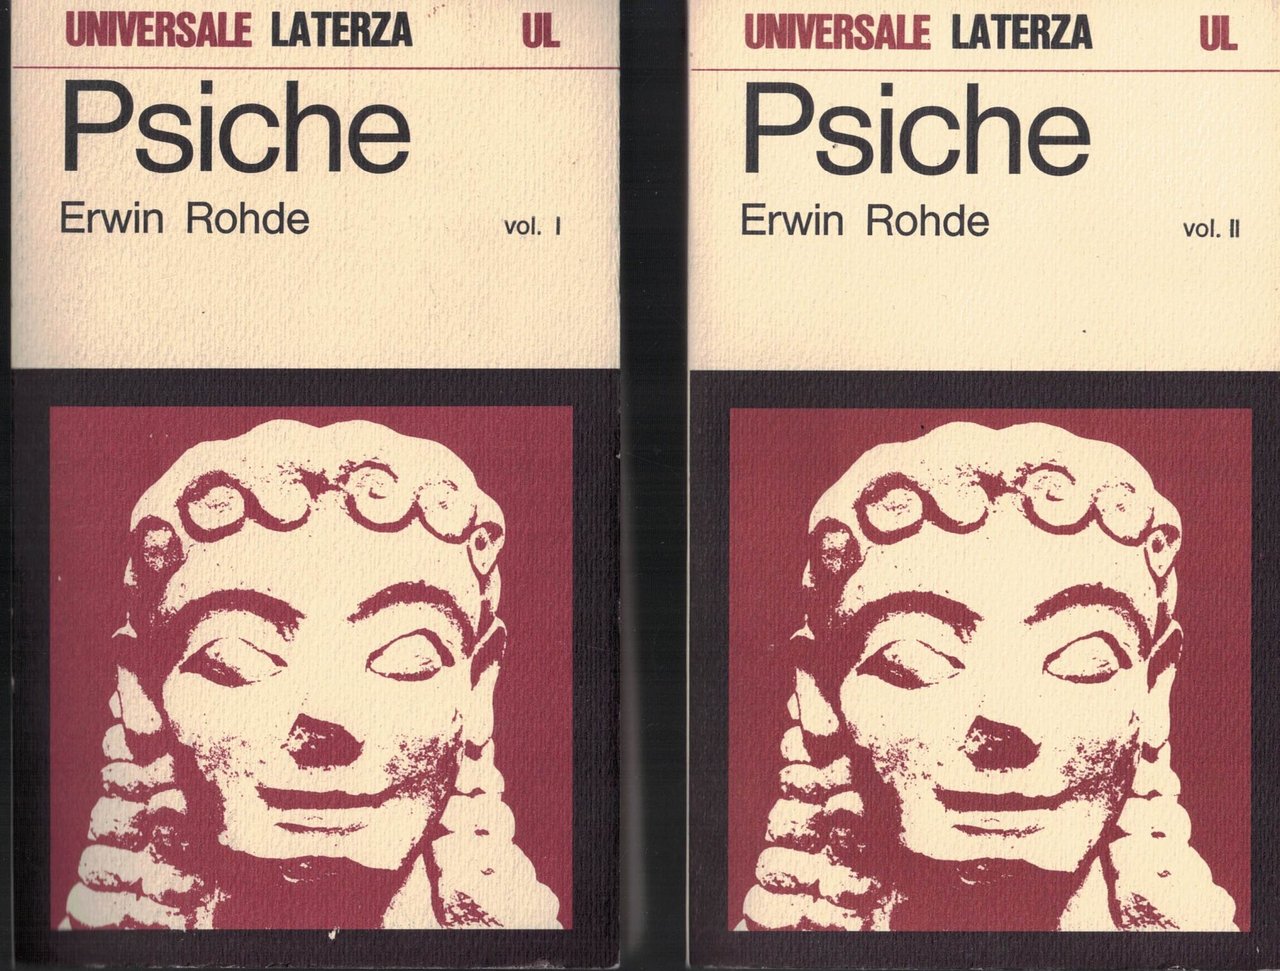 UNIVERSALE LATERZA UL
Psiche
Erwin Rohde vol. I
UNIVERSALE LATERZA UL
Psiche
Erwin Rohde vol. II